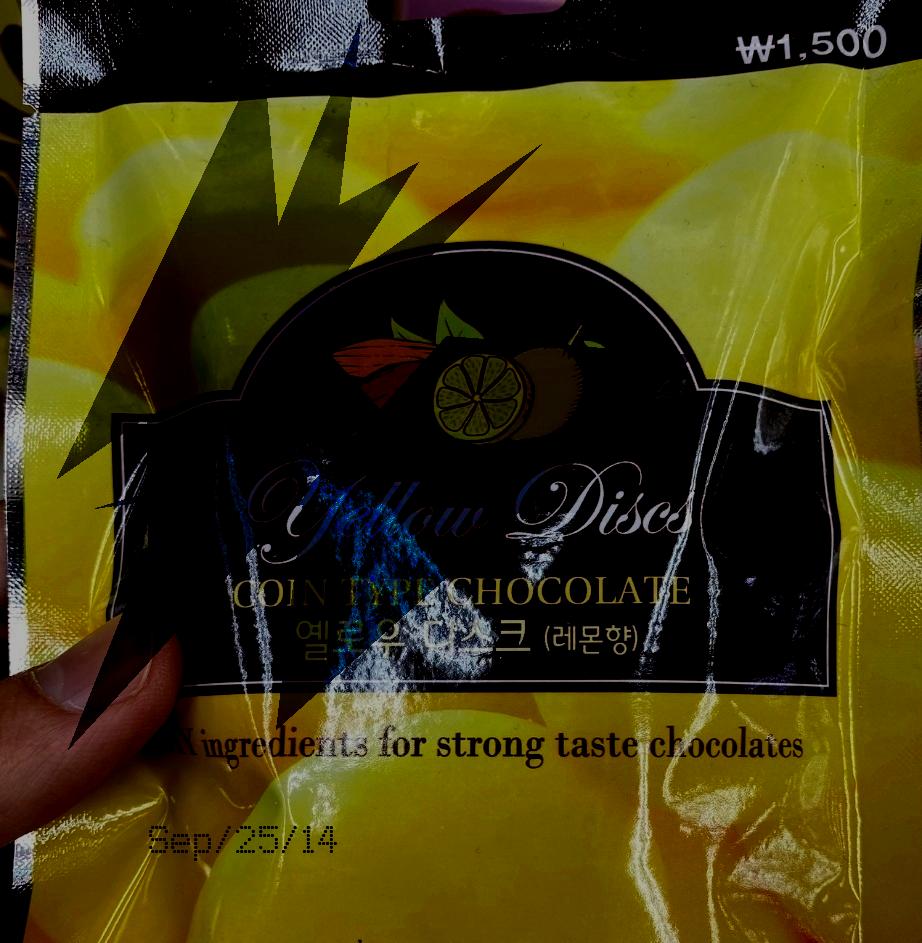 ₩1,500
Yellow Discs
COIN TYPE CHOCOLATE
옐로우 디스크 (레몬향)
ingredients for strong taste chocolates
Sep/25/14